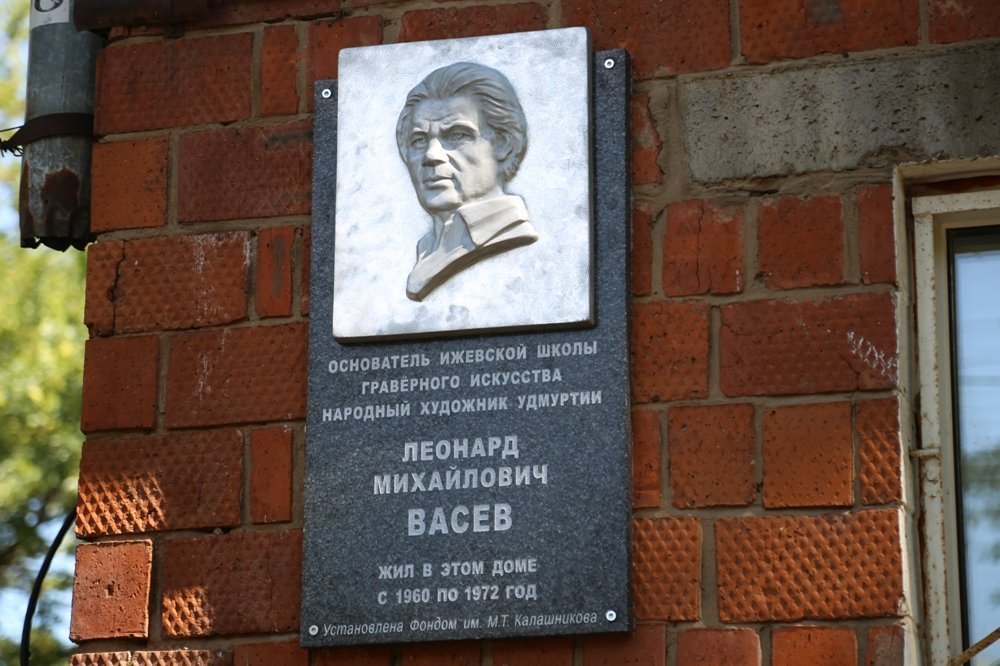 ОСНОВАТЕЛЬ ИЖЕВСКОЙ ШКОЛЫ
ГРАВЁРНОГО ИСКУССТВА
НАРОДНЫЙ ХУДОЖНИК УДМУРТИИ
ЛЕОНАРД
МИХАЙЛОВИЧ
ВАСЕВ
ЖИЛ В ЭТОМ ДОМЕ
С 1960 ПО 1972 ГОД
Установлена Фондом им. М.Т. Калашникова